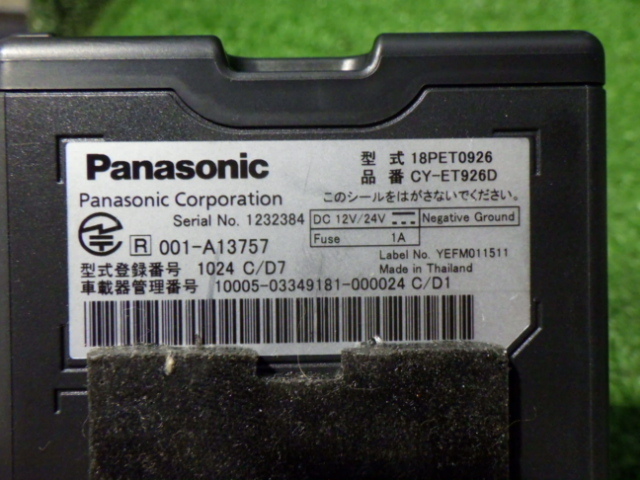 Panasonic
型 式 18PET0926
品 番 CY-ET926D
Panasonic Corporation
このシールをはがさないでください。
Serial No. 1232384
DC 12V/24V Negative Ground
Fuse 1A
R 001-A13757
Label No. YEFM011511
型式登録番号 1024 C/D7
Made in Thailand
車載器管理番号 10005-03349181-000024 C/D1